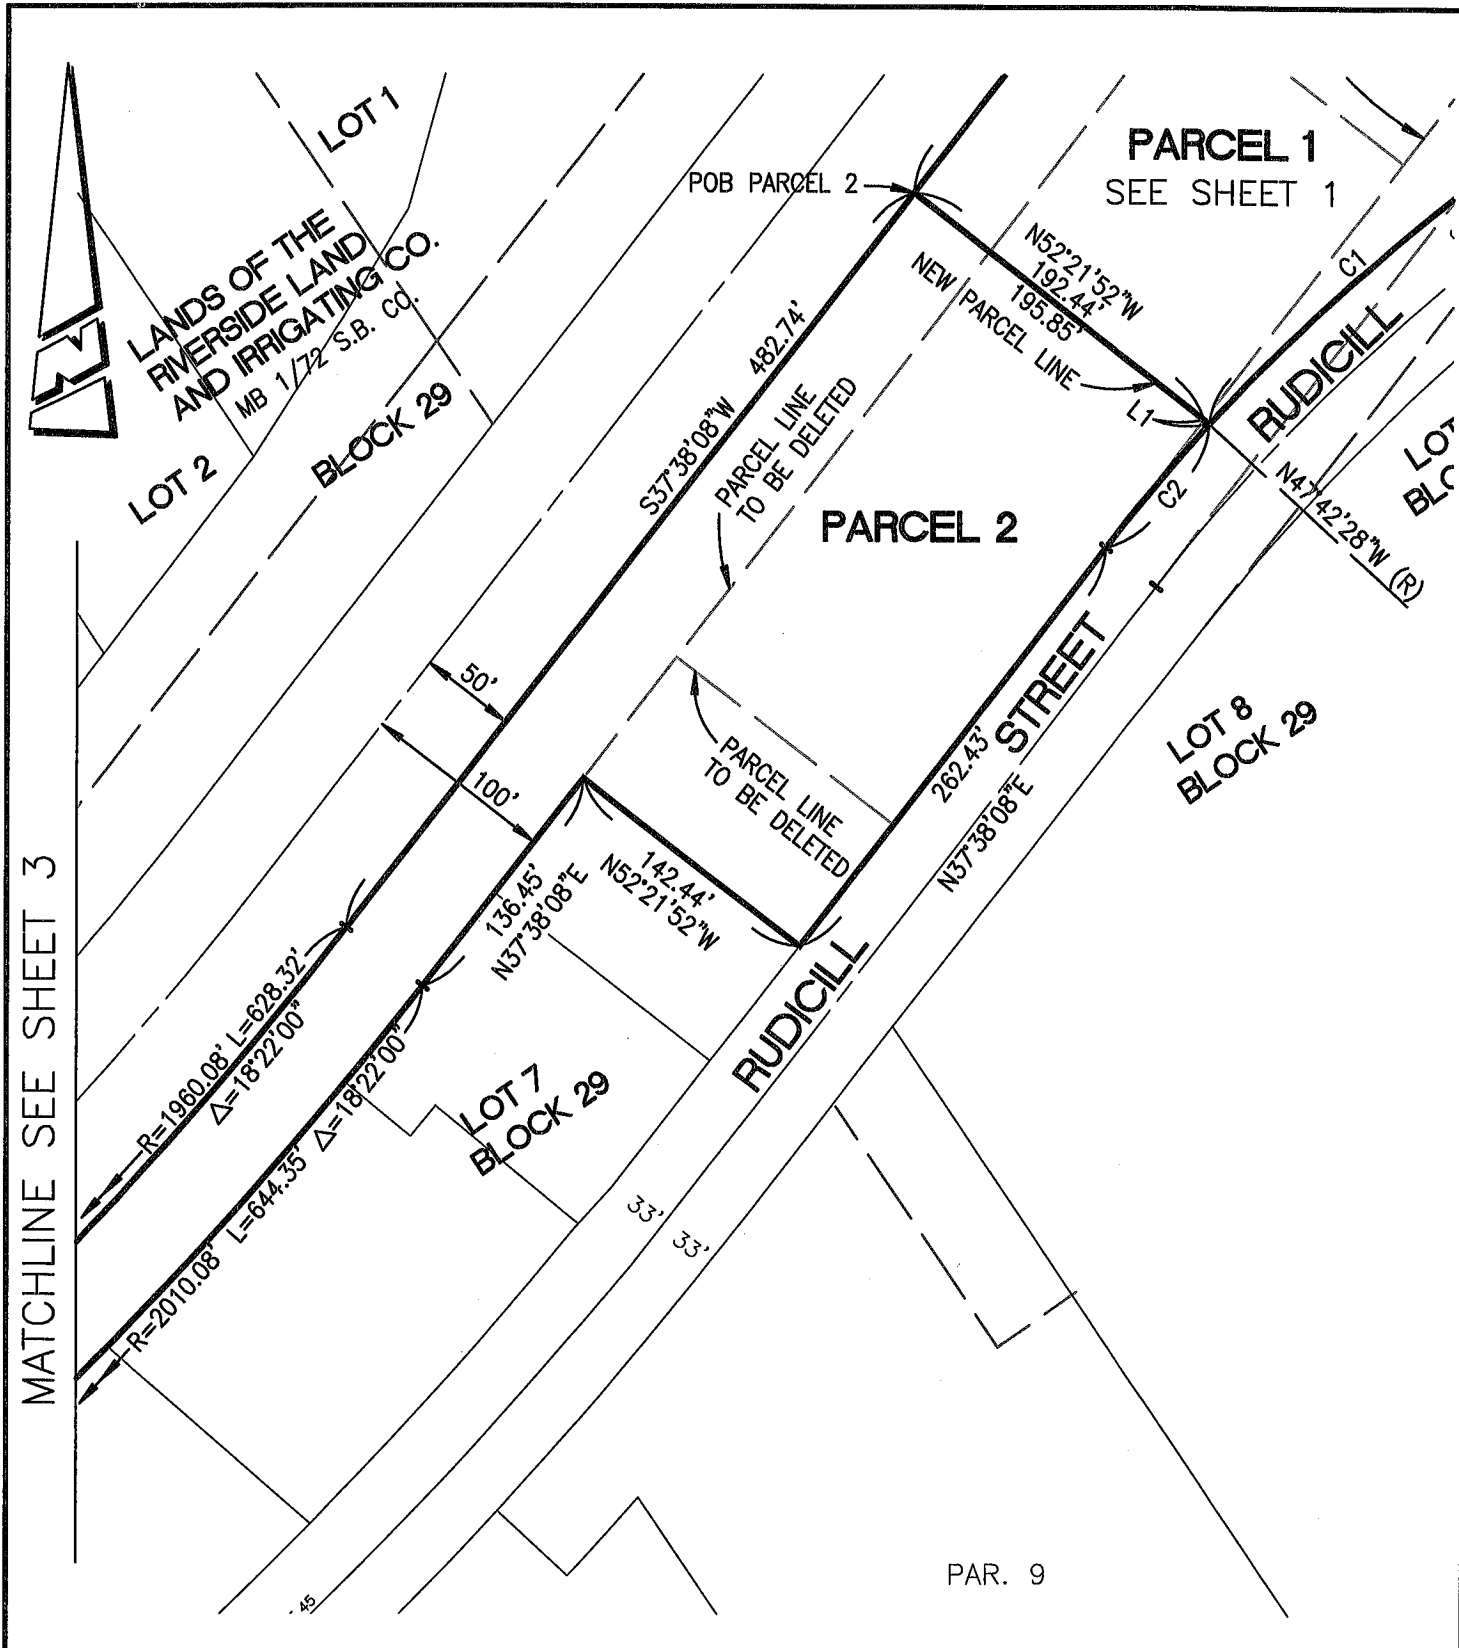 LOT 1
POB PARCEL 2
PARCEL 1
SEE SHEET 1
N52°21'52"W
192.44'
195.85'
NEW PARCEL LINE
L1
C1
RUDICILL
LANDS OF THE
RIVERSIDE LAND
AND IRRIGATING CO.
MB 1/72 S.B. CO.
BLOCK 29
LOT 2
482.74'
S37°38'08"W
PARCEL LINE
TO BE DELETED
PARCEL 2
C2
N47°42'28"W (R)
LOT
STREET
50'
100'
262.43'
N37°38'08"E
LOT 8
BLOCK 29
PARCEL LINE
TO BE DELETED
142.44'
N52°21'52"W
136.45'
N37°38'08"E
MATCHLINE SEE SHEET 3
R=1960.08' L=628.32'
Δ=18°22'00"
R=2010.08' L=644.35' Δ=18°22'00"
RUDICILL
LOT 7
BLOCK 29
33'
33'
PAR. 9
45